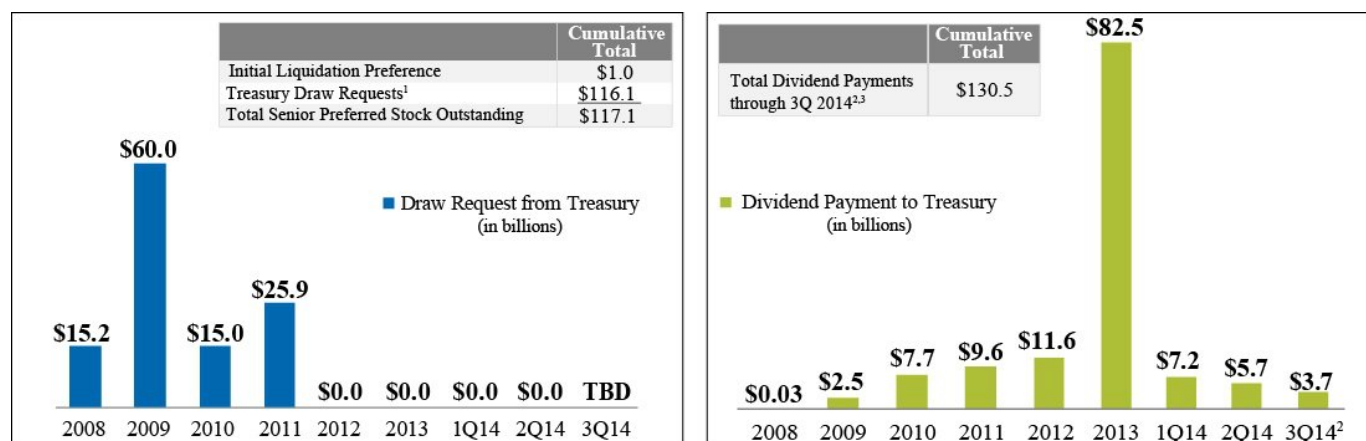 Cumulative
Total
Initial Liquidation Preference $1.0
Treasury Draw Requests¹ $116.1
Total Senior Preferred Stock Outstanding $117.1
$60.0
Draw Request from Treasury
(in billions)
$25.9
$15.2
$15.0
$0.0 $0.0 $0.0 $0.0 TBD
2008 2009 2010 2011 2012 2013 1Q14 2Q14 3Q14
$82.5
Cumulative
Total
Total Dividend Payments
through 3Q 2014²,³ $130.5
Dividend Payment to Treasury
(in billions)
$0.03 $2.5 $7.7 $9.6 $11.6 $7.2 $5.7 $3.7
2008 2009 2010 2011 2012 2013 1Q14 2Q14 3Q14²